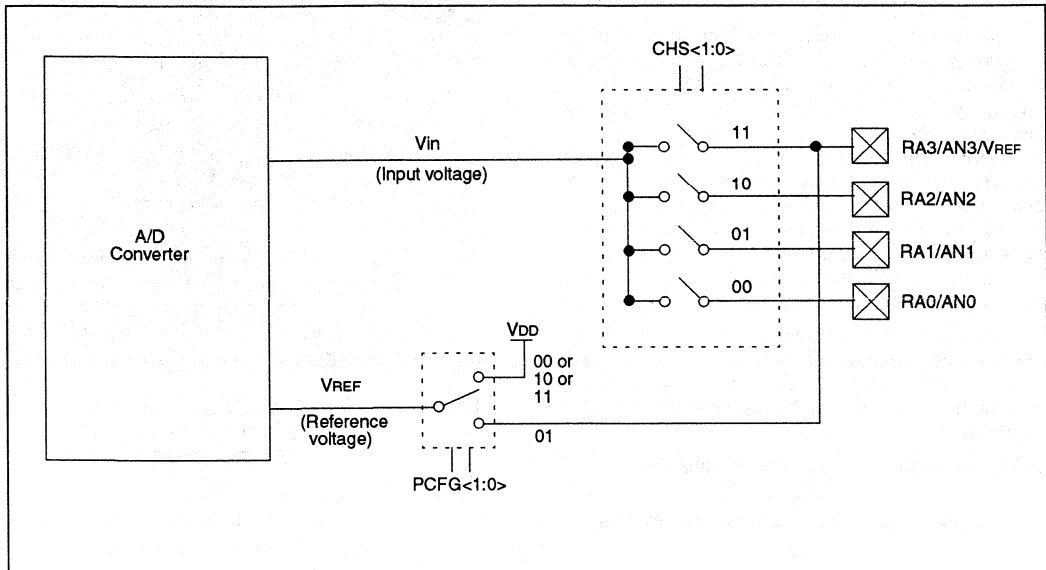 CHS<1:0>
11
RA3/AN3/VREF
Vin
(Input voltage)
10
RA2/AN2
A/D
Converter
01
RA1/AN1
00
RA0/AN0
VDD
00 or
10 or
11
VREF
(Reference
voltage)
01
PCFG<1:0>